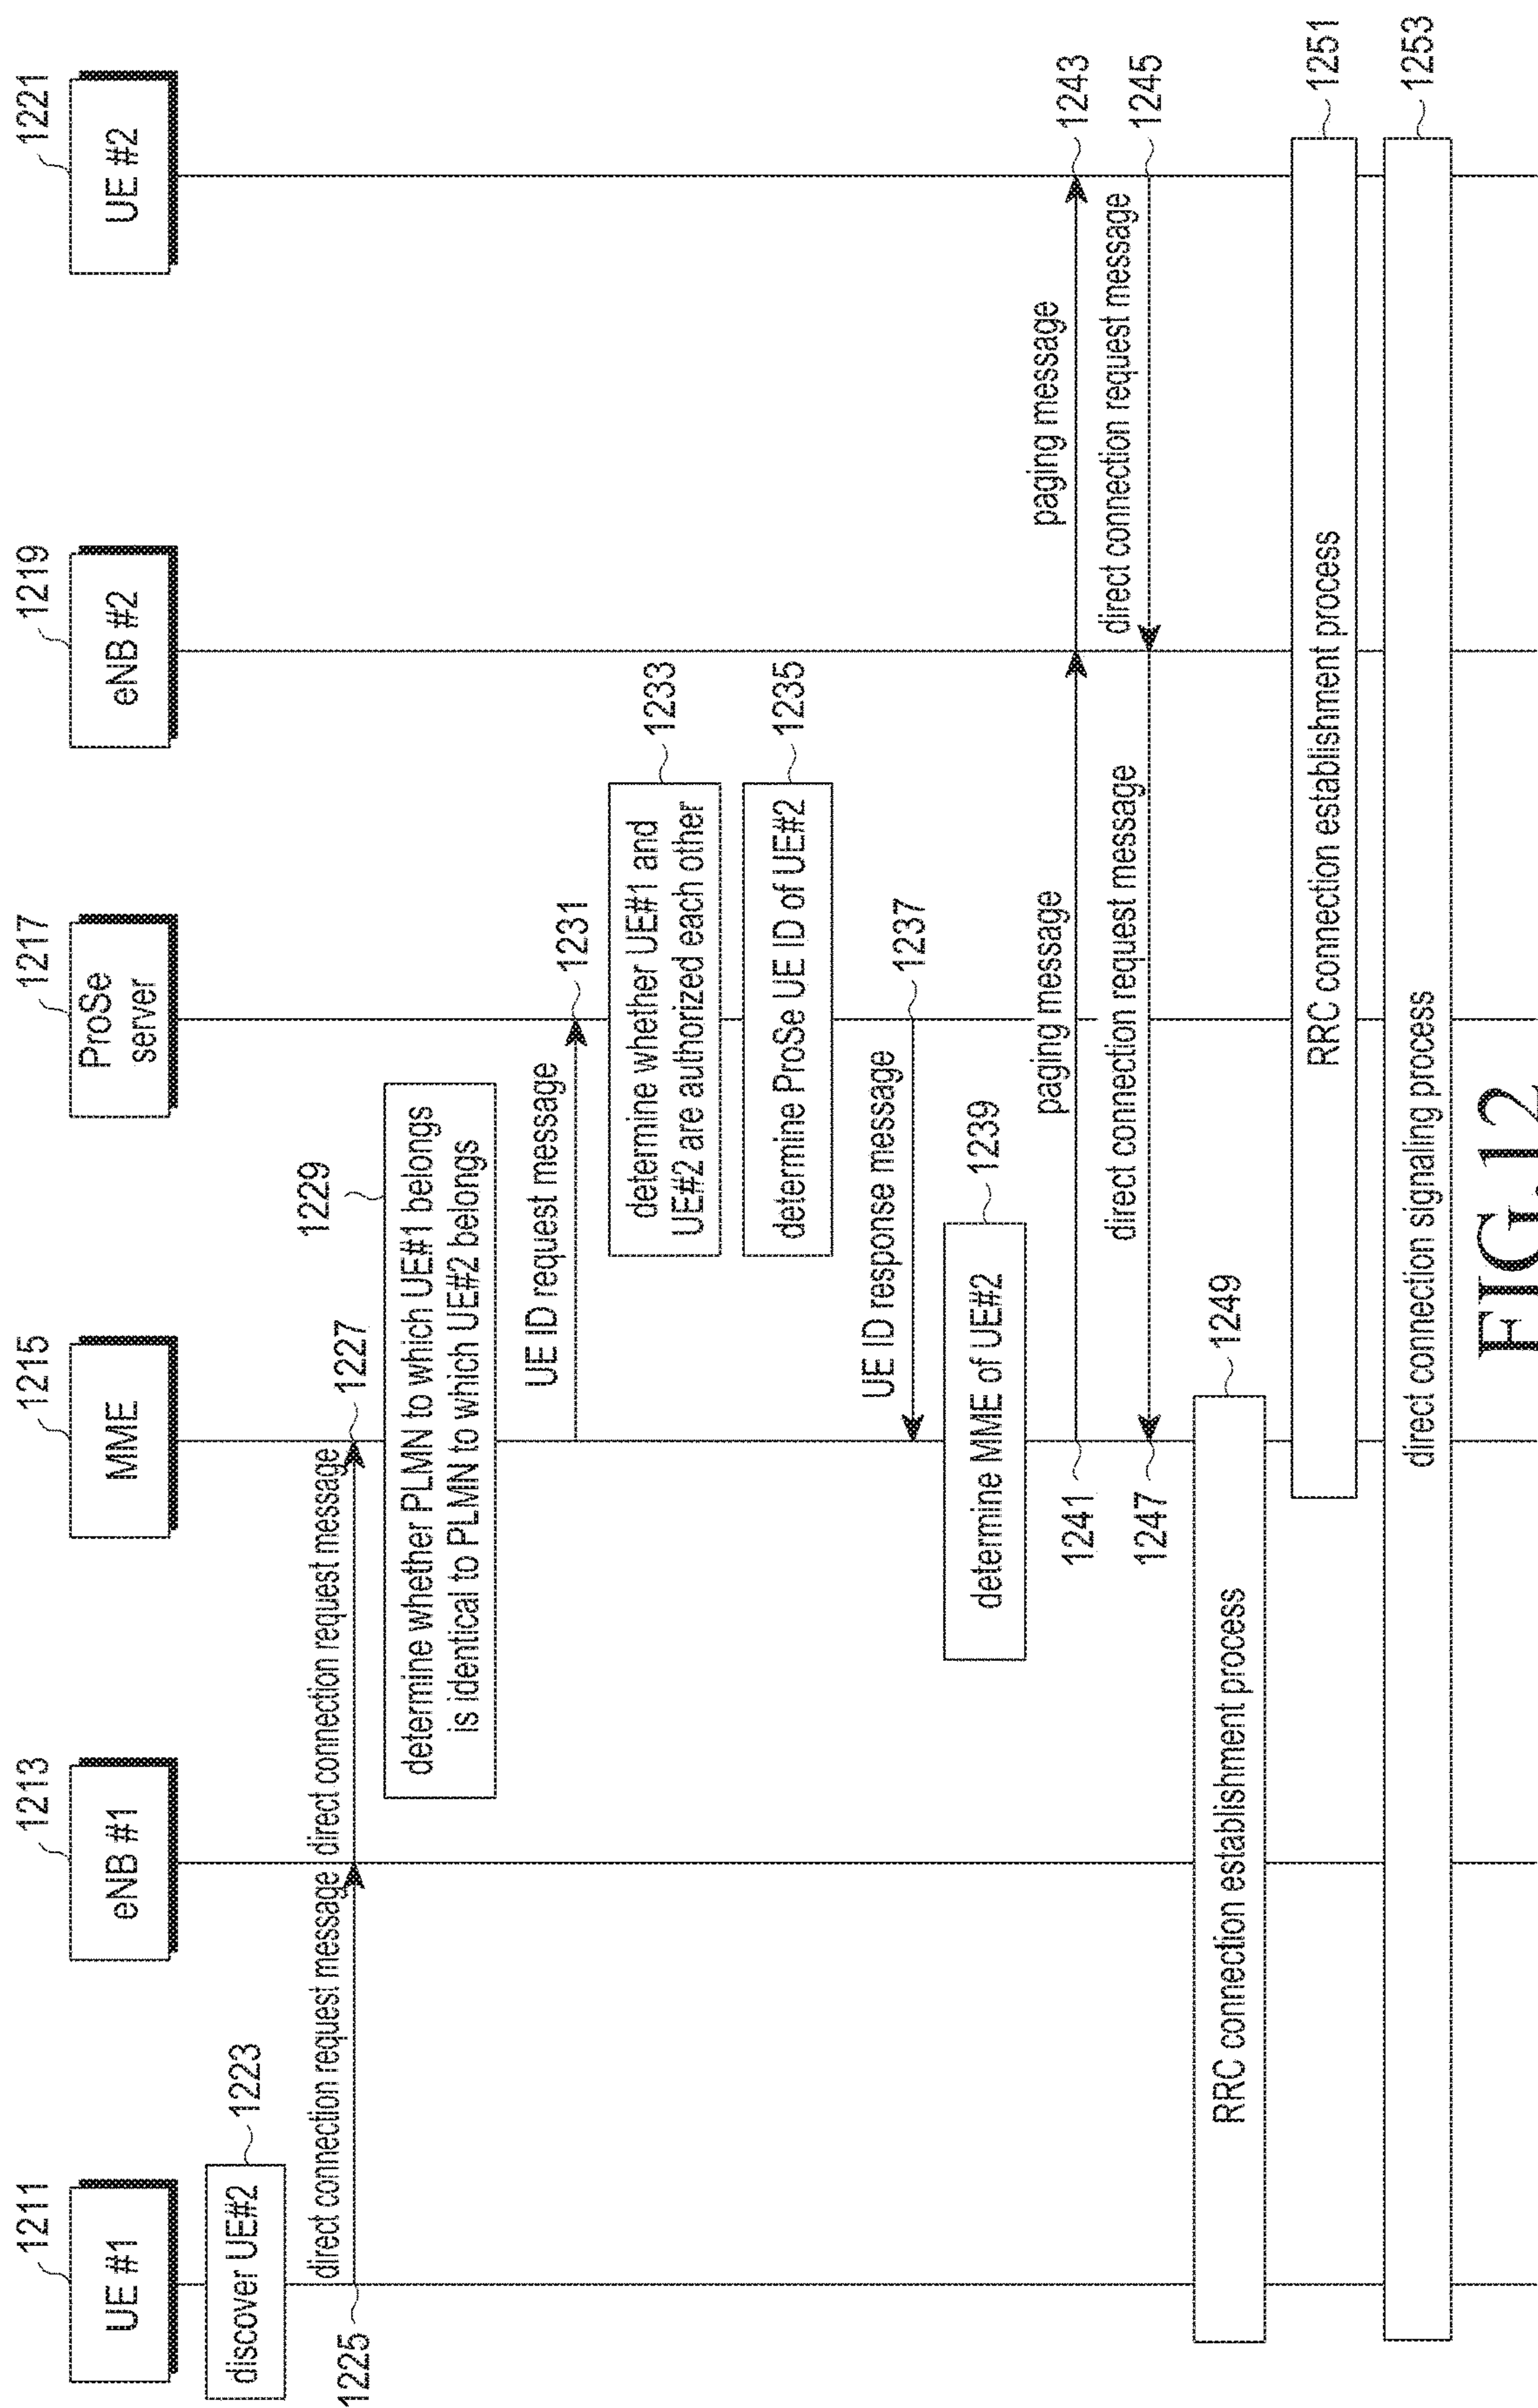 1211
UE #1
1213
eNB #1
1215
MME
1217
ProSe
server
1219
eNB #2
1221
UE #2
discover UE#2
1223
direct connection request message
direct connection request message
1225
1227
1229
determine whether PLMN to which UE#1 belongs
is identical to PLMN to which UE#2 belongs
UE ID request message
1231
determine whether UE#1 and
UE#2 are authorized each other
1233
determine ProSe UE ID of UE#2
1235
UE ID response message
1237
determine MME of UE#2
1239
paging message
paging message
1241
1243
direct connection request message
direct connection request message
1245
1247
RRC connection establishment process
1249
RRC connection establishment process
1251
direct connection signaling process
1253
FIG.12